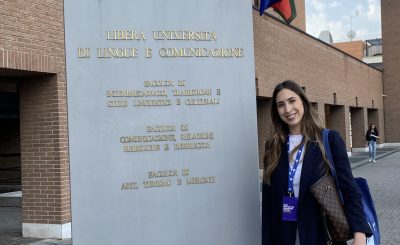 LIBERA UNIVERSITÀ
DI LINGUE E COMUNICAZIONE
FACOLTÀ DI
INTERPRETARIATO, TRADUZIONE E
STUDI LINGUISTICI E CULTURALI
FACOLTÀ DI
COMUNICAZIONE, RELAZIONI
PUBBLICHE E PUBBLICITÀ
FACOLTÀ DI
ARTI, TURISMO E MERCATI